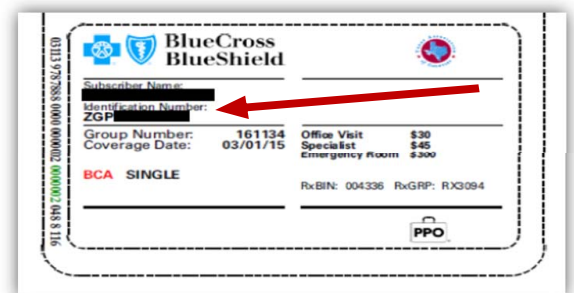 BlueCross
BlueShield
Subscriber Name:
Identification Number:
ZGP
Group Number: 161134
Coverage Date: 03/01/15
BCA SINGLE
Office Visit $30
Specialist $45
Emergency Room $300
RxBIN: 004336 RxGRP: RX3094
PPO